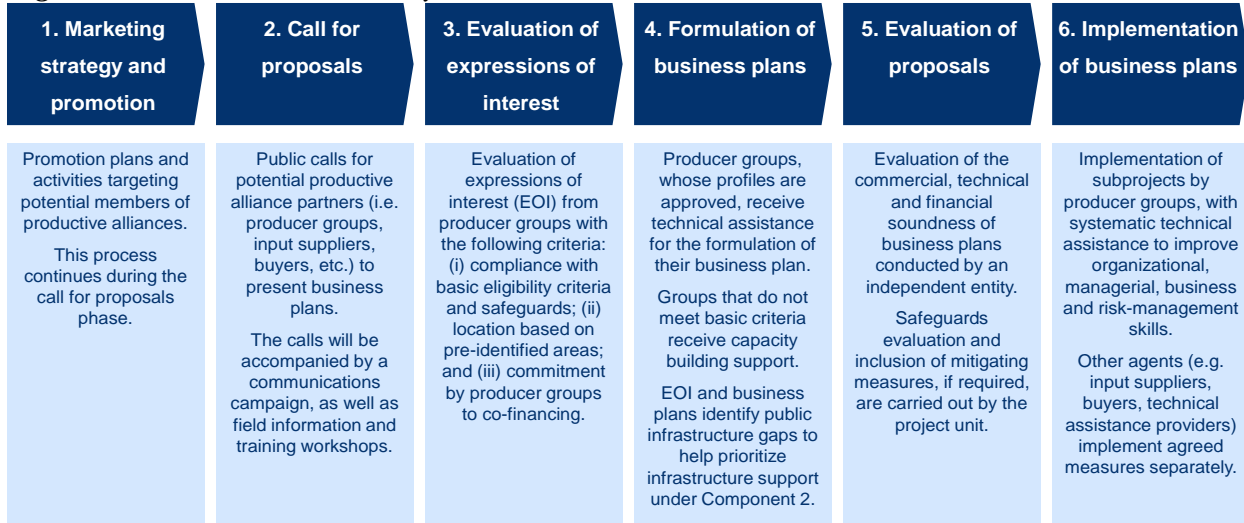 1. Marketing
strategy and
promotion
Promotion plans and
activities targeting
potential members of
productive alliances.
This process
continues during the
call for proposals
phase.
2. Call for
proposals
Public calls for
potential productive
alliance partners (i.e.
producer groups,
input suppliers,
buyers, etc.) to
present business
plans.
The calls will be
accompanied by a
communications
campaign, as well as
field information and
training workshops.
3. Evaluation of
expressions of
interest
Evaluation of
expressions of
interest (EOI) from
producer groups with
the following criteria:
(i) compliance with
basic eligibility criteria
and safeguards; (ii)
location based on
pre-identified areas;
and (iii) commitment
by producer groups
to co-financing.
4. Formulation of
business plans
Producer groups,
whose profiles are
approved, receive
technical assistance
for the formulation of
their business plan.
Groups that do not
meet basic criteria
receive capacity
building support.
EOI and business
plans identify public
infrastructure gaps to
help prioritize
infrastructure support
under Component 2.
5. Evaluation of
proposals
Evaluation of the
commercial, technical
and financial
soundness of
business plans
conducted by an
independent entity.
Safeguards
evaluation and
inclusion of mitigating
measures, if required,
are carried out by the
project unit.
6. Implementation
of business plans
Implementation of
subprojects by
producer groups, with
systematic technical
assistance to improve
organizational,
managerial, business
and risk-management
skills.
Other agents (e.g.
input suppliers,
buyers, technical
assistance providers)
implement agreed
measures separately.